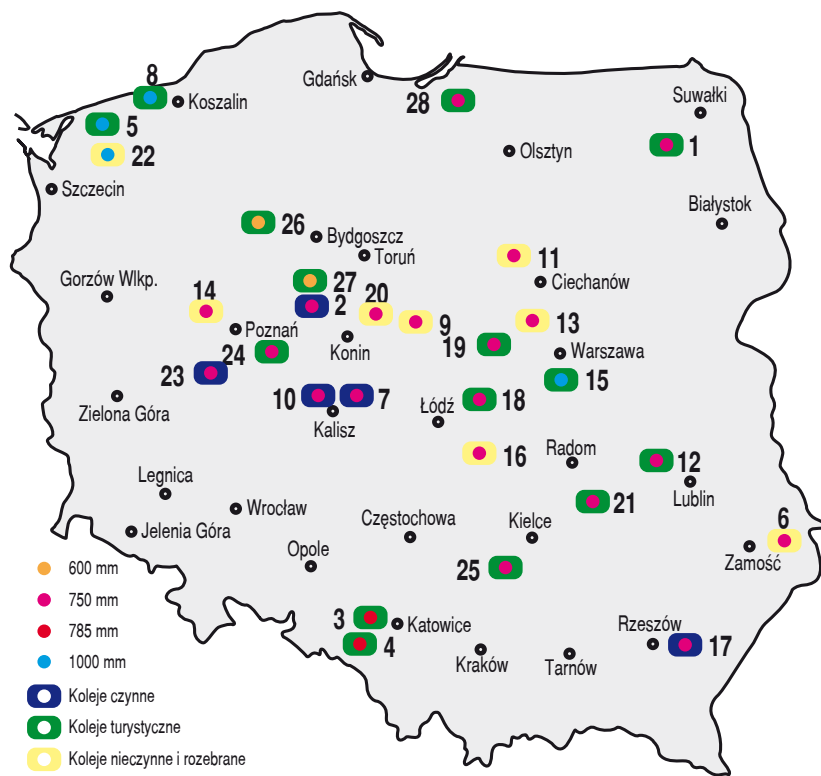 8
Gdańsk
Koszalin
28
Suwałki
5
1
22
Olsztyn
Szczecin
26
Białystok
Bydgoszcz
Toruń
11
27
Ciechanów
Gorzów Wlkp.
14
2
20
9
13
Poznań
Konin
19
Warszawa
24
23
15
10
7
18
Zielona Góra
Kalisz
Łódź
16
Radom
12
Legnica
Lublin
21
Wrocław
6
Częstochowa
Kielce
Jelenia Góra
Zamość
Opole
25
600 mm
750 mm
3
Katowice
785 mm
4
Rzeszów
17
1000 mm
Kraków
Tarnów
Koleje czynne
Koleje turystyczne
Koleje nieczynne i rozebrane